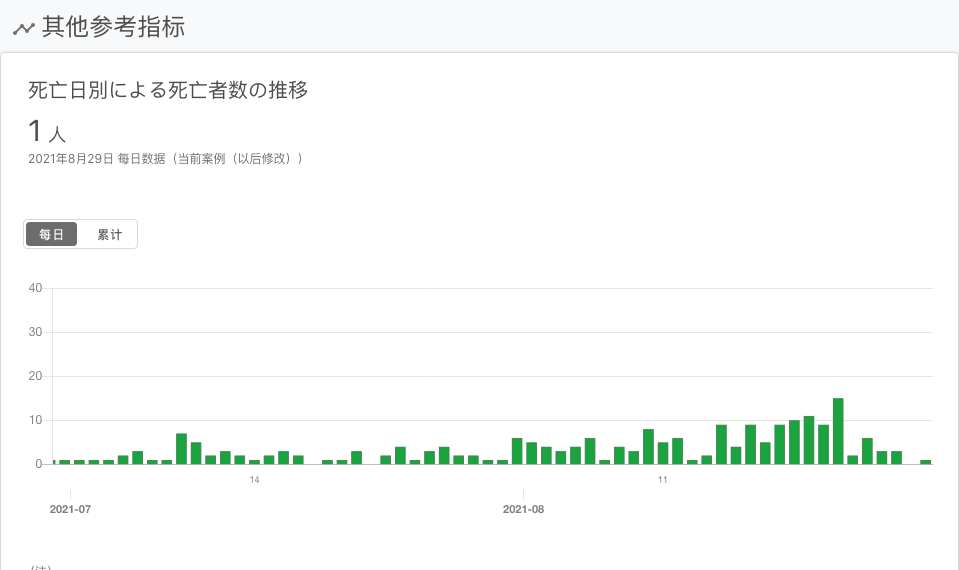 其他参考指标
死亡日別による死亡者数の推移
1 人
2021年8月29日 每日数据（当前案例（以后修改））
每日 累计
40
30
20
10
0
14 11
2021-07 2021-08